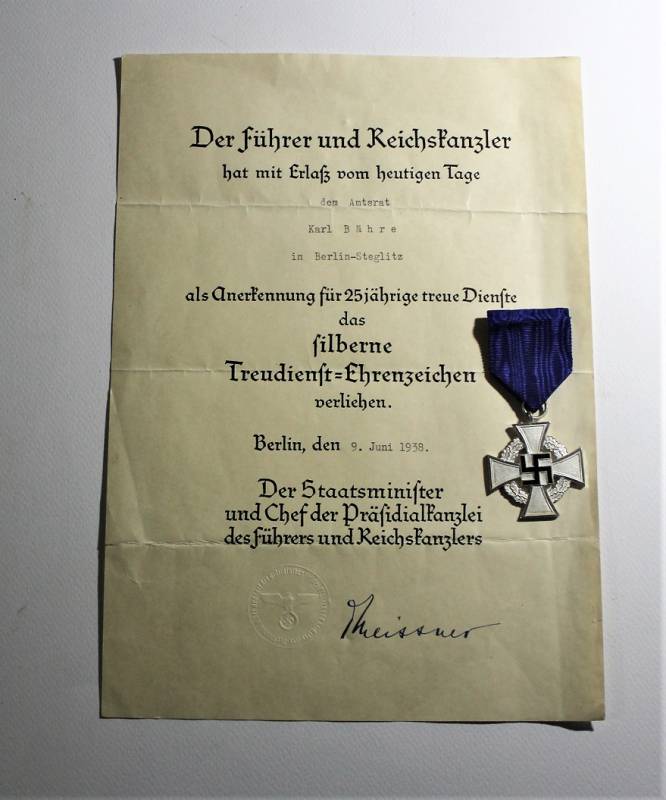 Der Führer und Reichskanzler
hat mit Erlaß vom heutigen Tage
dem Amtsrat
Karl B ä h r e
in Berlin-Steglitz
als Anerkennung für 25jährige treue Dienste
das
silberne
Treudienst=Ehrenzeichen
verliehen.
Berlin, den 9. Juni 1938.
Der Staatsminister
und Chef der Präsidialkanzlei
des Führers und Reichskanzlers
Meissner